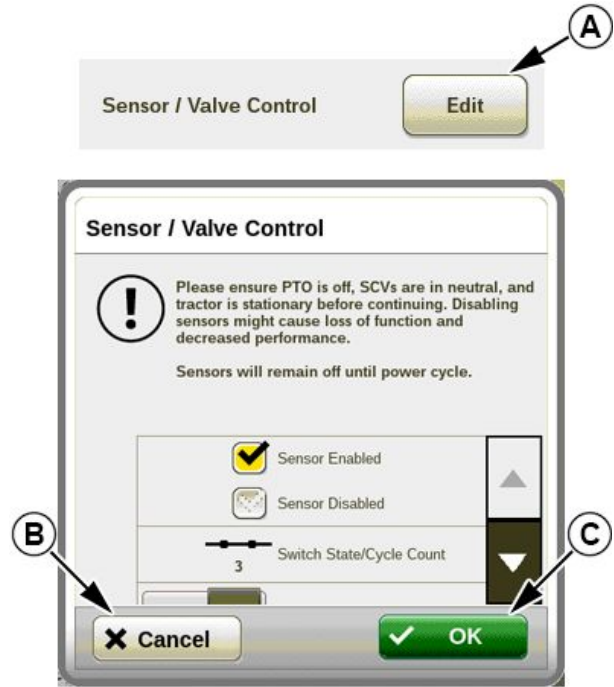 A
Sensor / Valve Control
Edit
Sensor / Valve Control
!
Please ensure PTO is off, SCVs are in neutral, and
tractor is stationary before continuing. Disabling
sensors might cause loss of function and
decreased performance.
Sensors will remain off until power cycle.
Sensor Enabled
Sensor Disabled
3
Switch State/Cycle Count
B
C
Cancel
OK